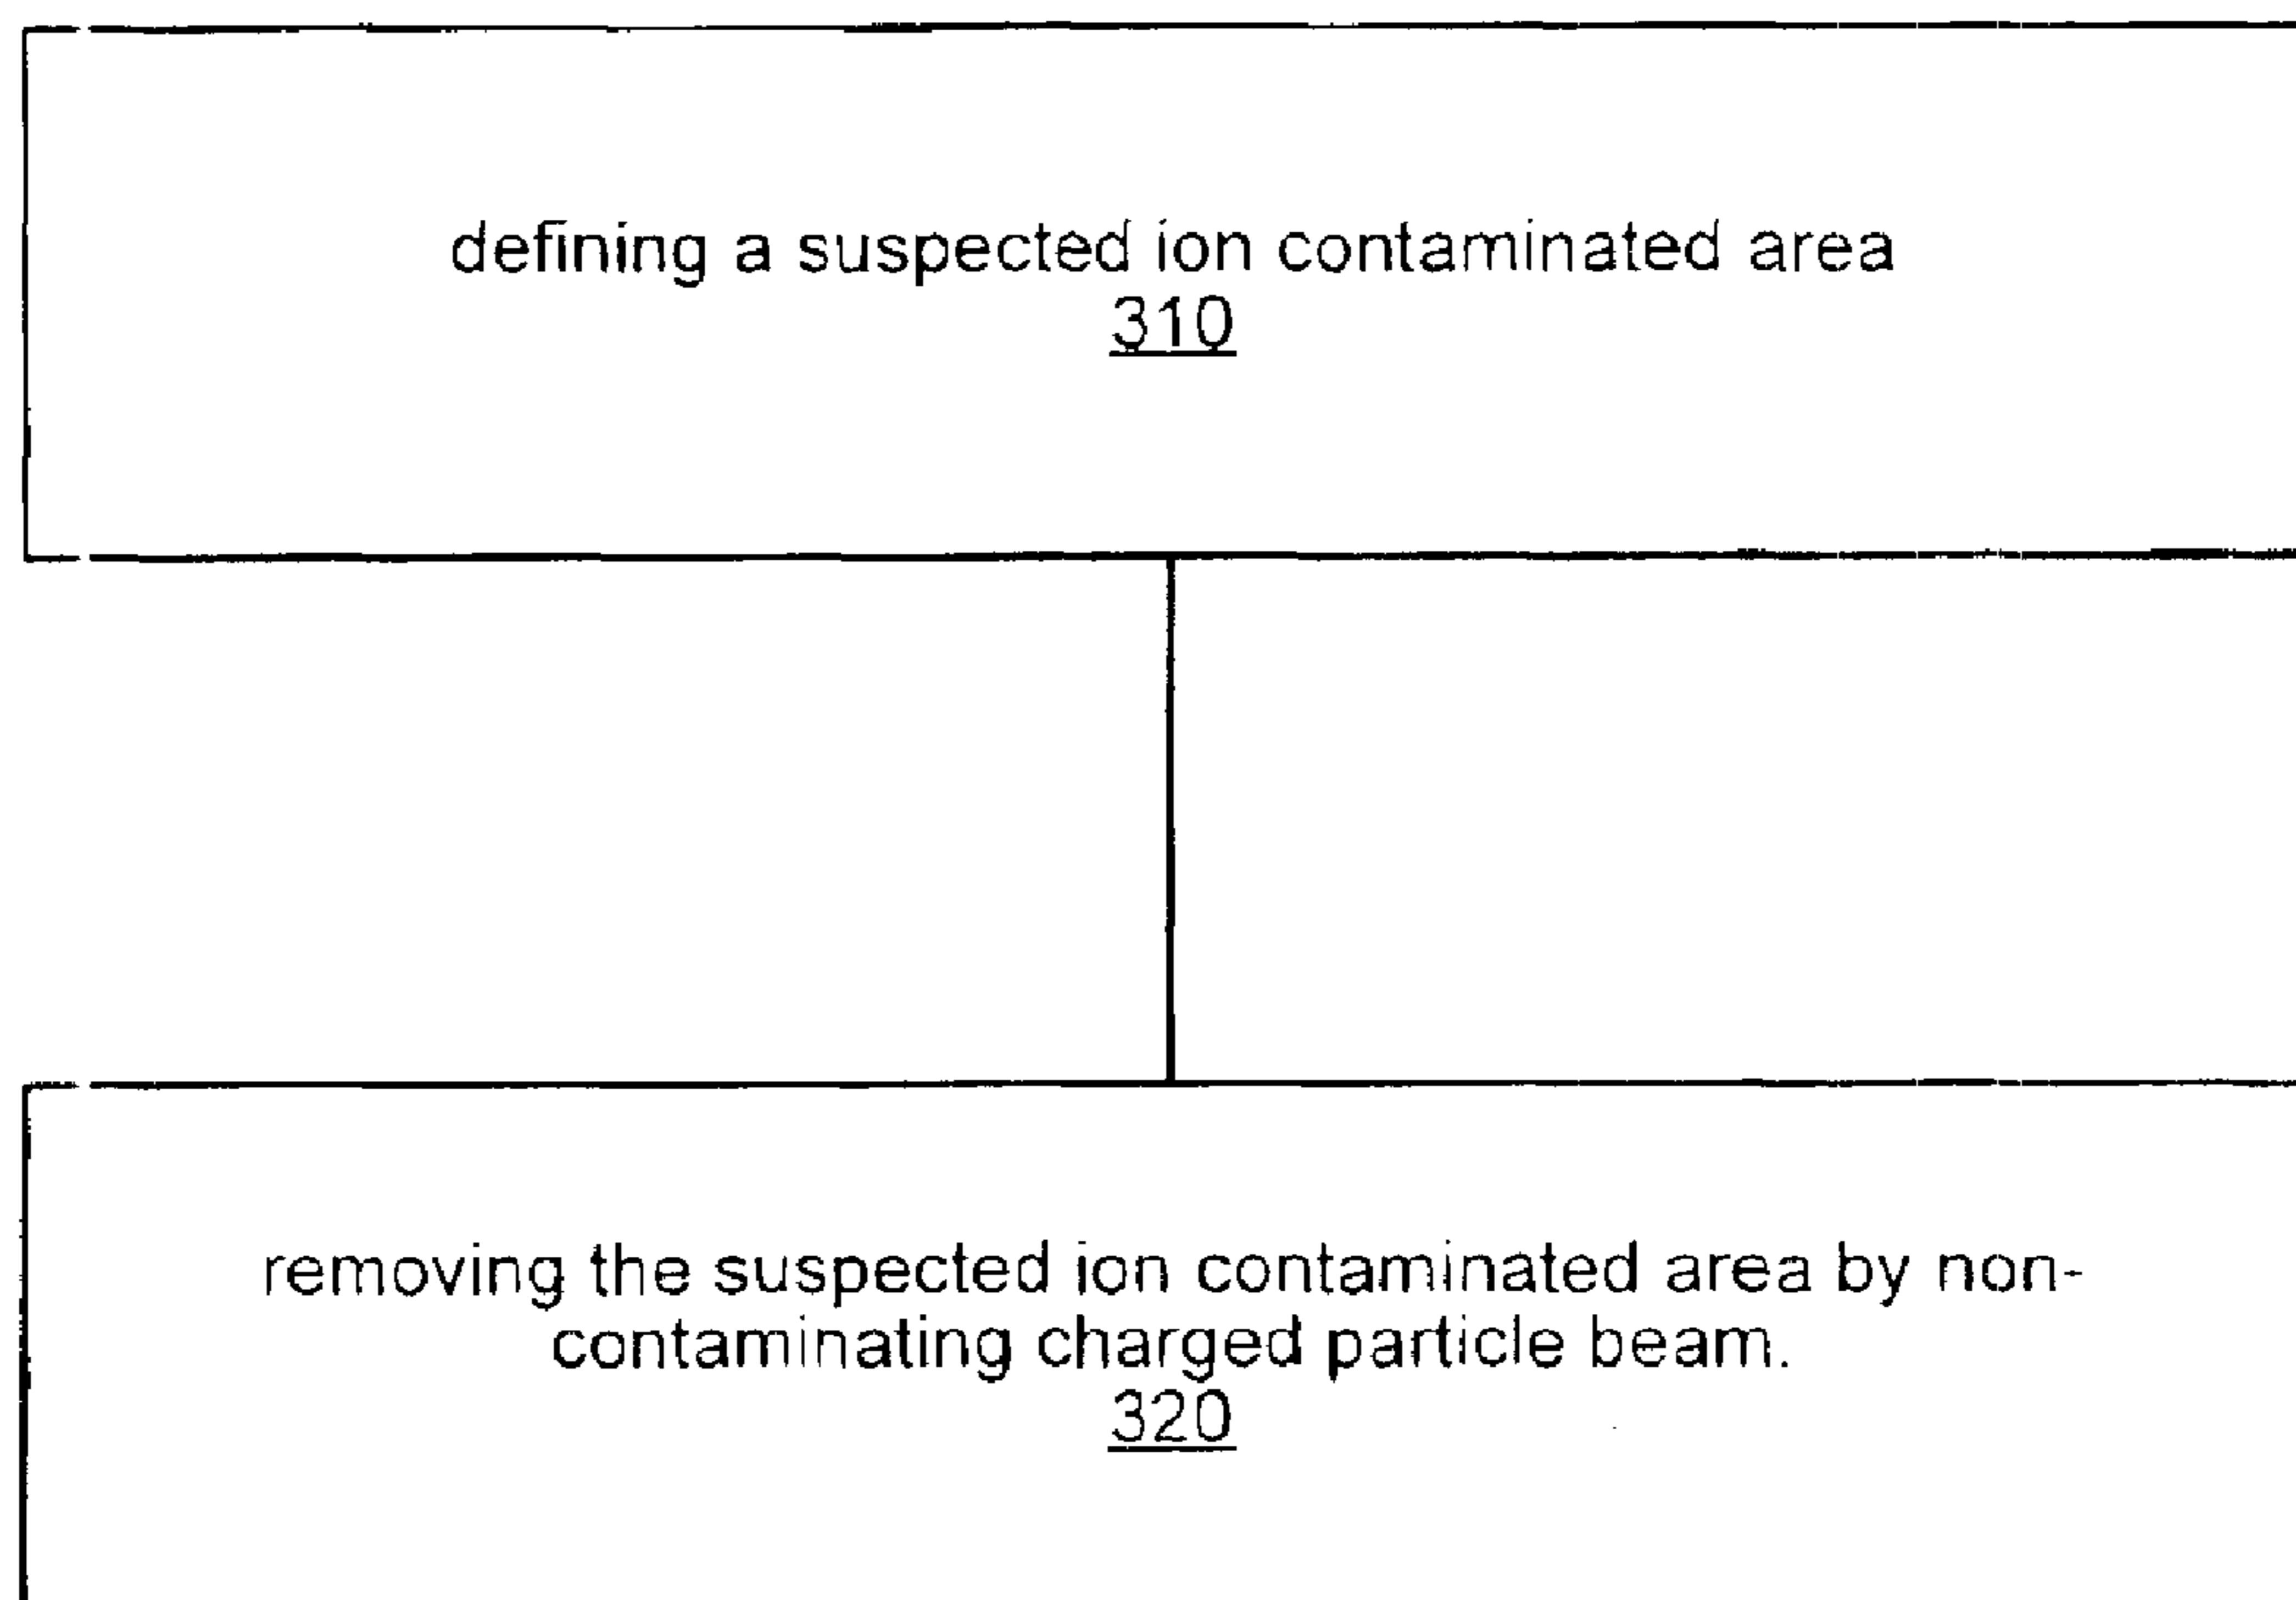 defining a suspected ion contaminated area
310
removing the suspected ion contaminated area by non-
contaminating charged particle beam.
320